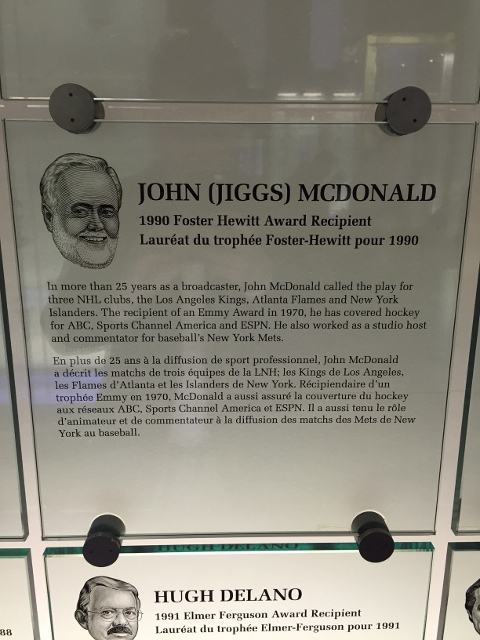 JOHN (JIGGS) MCDONALD
1990 Foster Hewitt Award Recipient
Lauréat du trophée Foster-Hewitt pour 1990
In more than 25 years as a broadcaster, John McDonald called the play for
three NHL clubs, the Los Angeles Kings, Atlanta Flames and New York
Islanders. The recipient of an Emmy Award in 1970, he has covered hockey
for ABC, Sports Channel America and ESPN. He also worked as a studio host
and commentator for baseball's New York Mets.
En plus de 25 ans à la diffusion de sport professionnel, John McDonald
a décrit les matchs de trois équipes de la LNH; les Kings de Los Angeles,
les Flames d'Atlanta et les Islanders de New York. Récipiendaire d'un
trophée Emmy en 1970, McDonald a aussi assuré la couverture du hockey
aux réseaux ABC, Sports Channel America et ESPN. Il a aussi tenu le rôle
d'animateur et de commentateur à la diffusion des matchs des Mets de New
York au baseball.
HUGH DELANO
HUGH DELANO
1991 Elmer Ferguson Award Recipient
Lauréat du trophée Elmer-Ferguson pour 1991
88